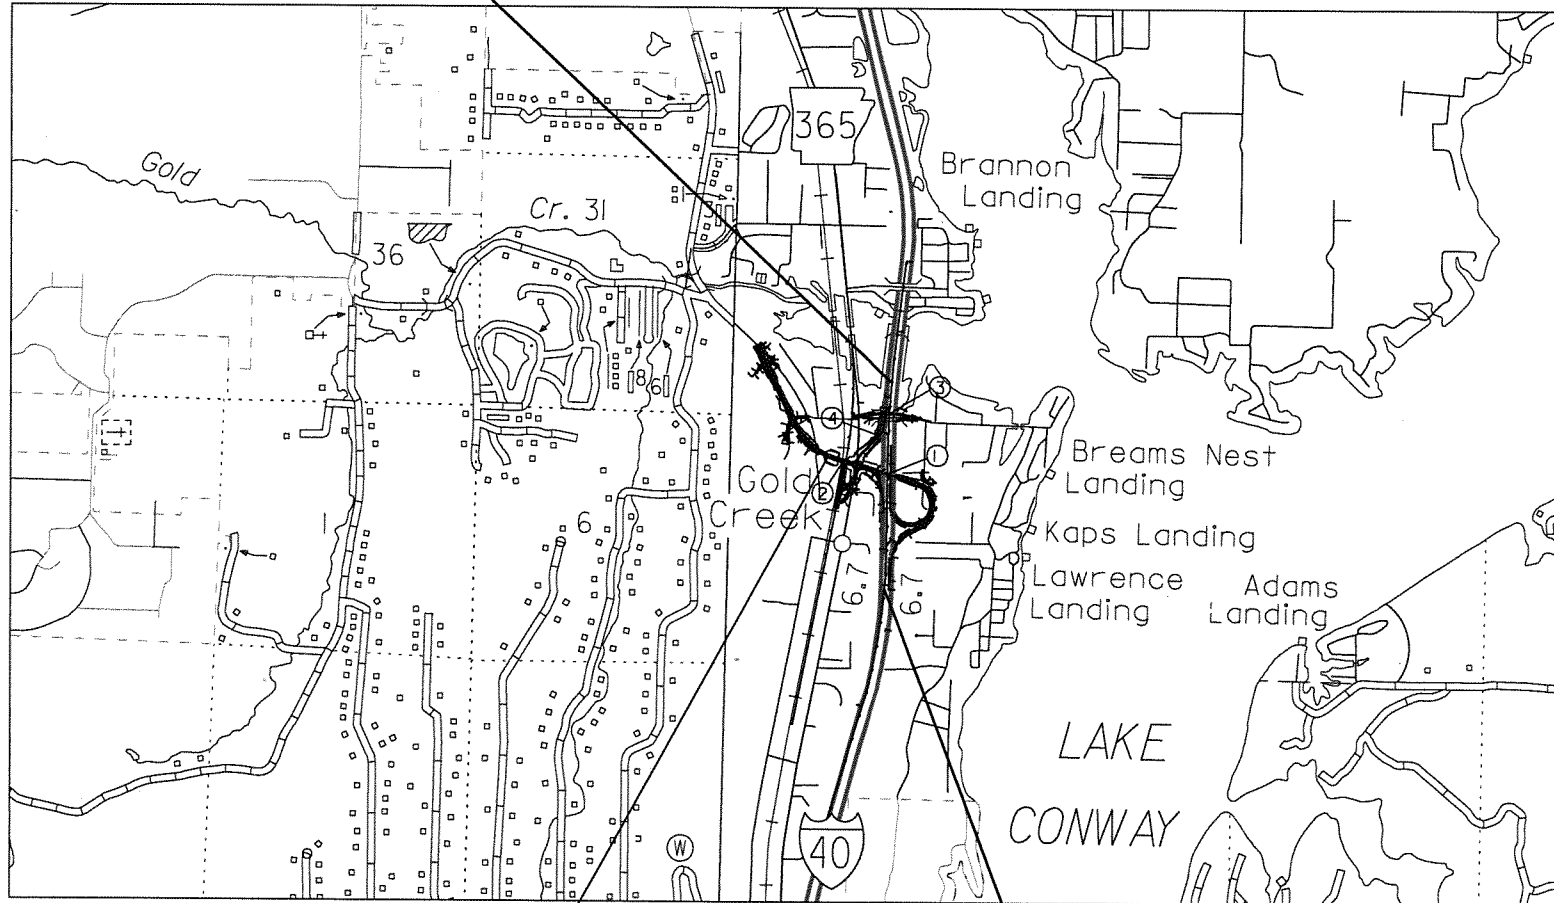 365
Brannon
Landing
Gold
Cr. 31
36
8
6
3
4
1
Breams Nest
Landing
Gold
Creek
2
6
Kaps Landing
Lawrence
Landing
Adams
Landing
6.7
6.7
LAKE
CONWAY
40
W